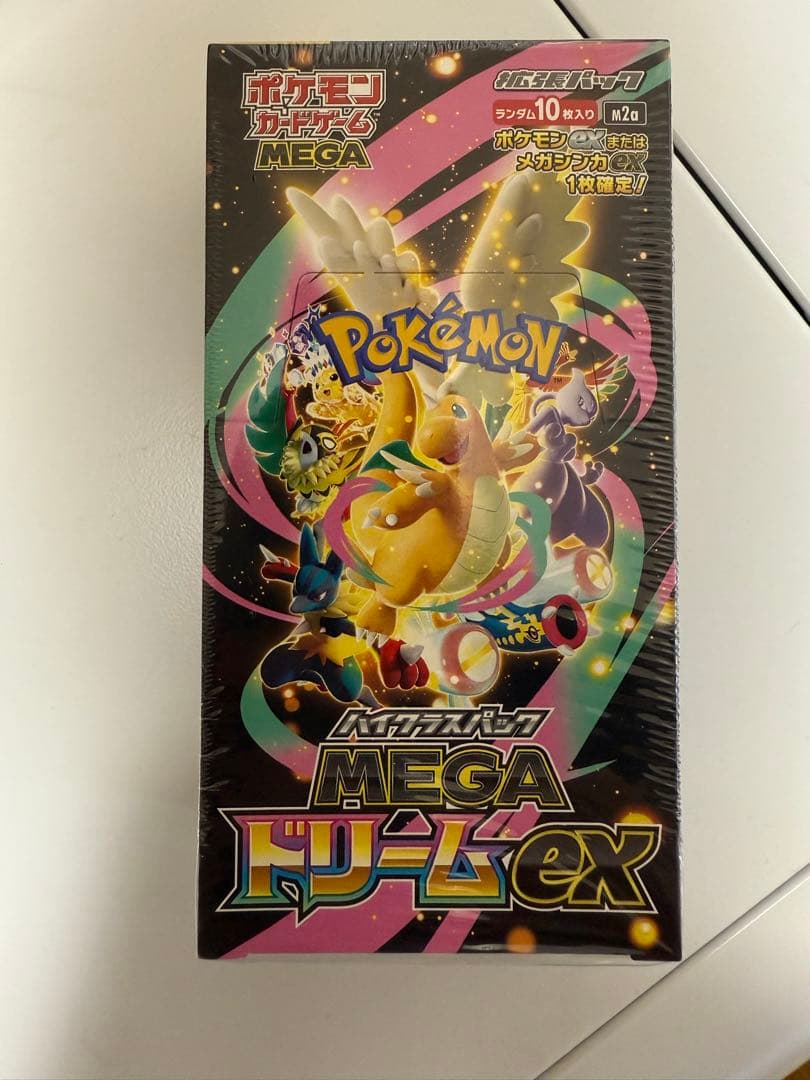 ポケモン
カードゲーム™
MEGA
拡張パック
ランダム10枚入り
M2a
ポケモンexまたは
メガシンカex
1枚確定!
POKÉMON
™
ハイクラスパック
MEGA
ドリームex